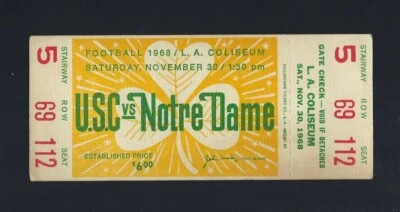 5
STAIRWAY
69
ROW
112
SEAT
FOOTBALL 1968/L. A. COLISEUM
SATURDAY, NOVEMBER 30/1:30 PM
U.S.C vs Notre Dame
ESTABLISHED PRICE
$6.00
GATE CHECK - VOID IF DETACHED
L. A. COLISEUM
SAT., NOV. 30, 1968
5
STAIRWAY
69
ROW
112
SEAT